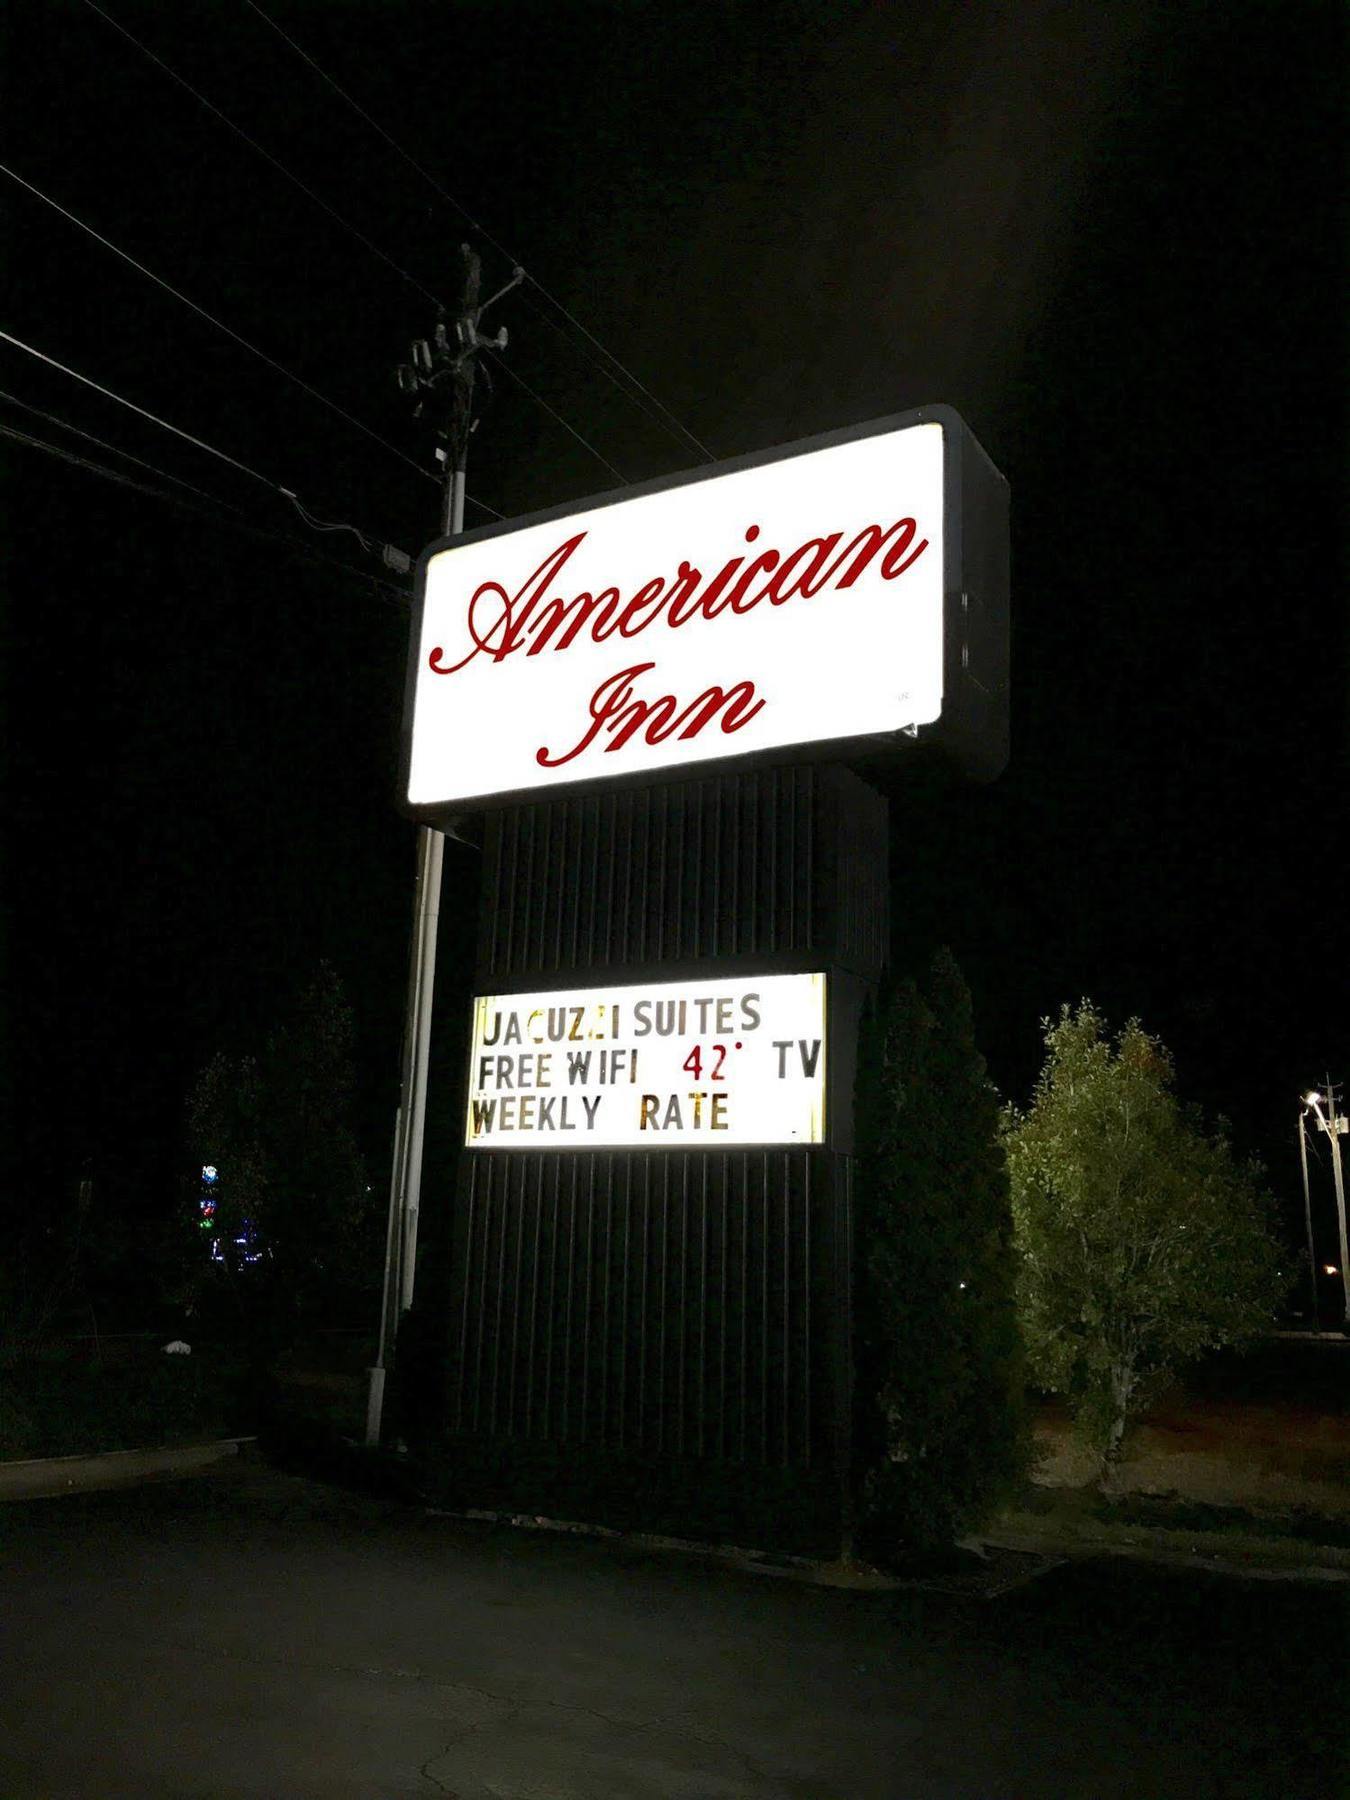 American
Inn
JACUZZI SUITES
FREE WIFI 42" TV
WEEKLY RATE